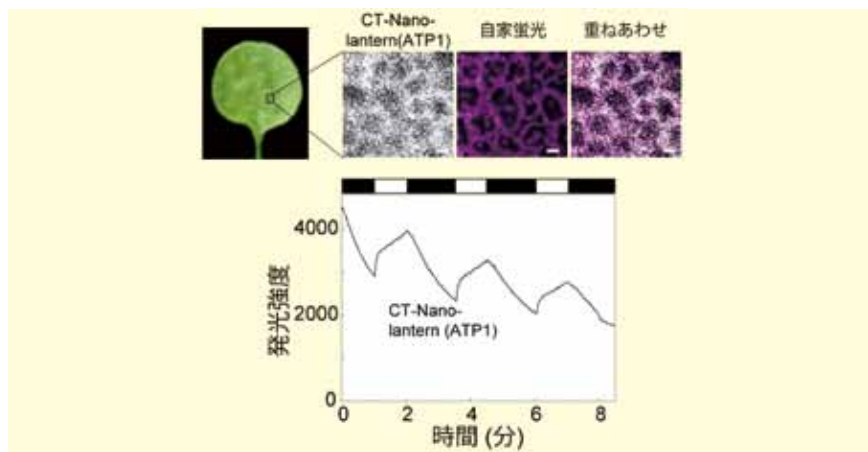 CT-Nano-
lantern(ATP1)
自家蛍光
重ねあわせ
発光強度
4000
2000
0
CT-Nano-
lantern (ATP1)
0 2 4 6 8
時間 (分)